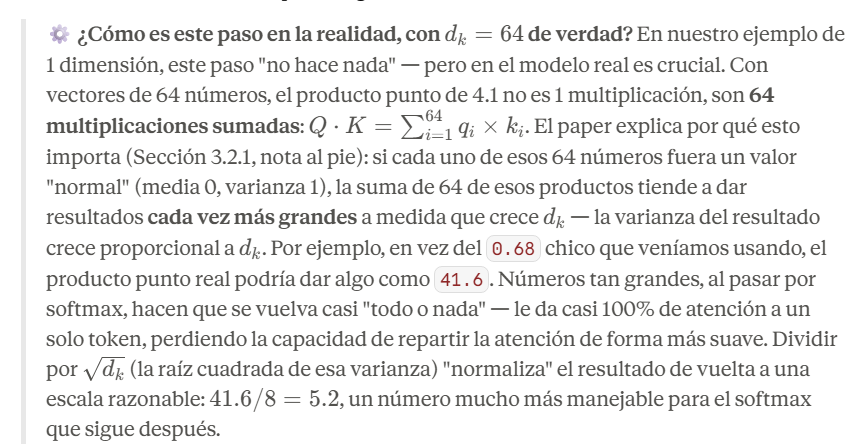 ⚙️ ¿Cómo es este paso en la realidad, con d_k = 64 de verdad? En nuestro ejemplo de
1 dimensión, este paso "no hace nada" — pero en el modelo real es crucial. Con
vectores de 64 números, el producto punto de 4.1 no es 1 multiplicación, son 64
multiplicaciones sumadas: Q · K = ∑_{i=1}^{64} q_i × k_i. El paper explica por qué esto
importa (Sección 3.2.1, nota al pie): si cada uno de esos 64 números fuera un valor
"normal" (media 0, varianza 1), la suma de 64 de esos productos tiende a dar
resultados cada vez más grandes a medida que crece d_k — la varianza del resultado
crece proporcional a d_k. Por ejemplo, en vez del 0.68 chico que veníamos usando, el
producto punto real podría dar algo como 41.6. Números tan grandes, al pasar por
softmax, hacen que se vuelva casi "todo o nada" — le da casi 100% de atención a un
solo token, perdiendo la capacidad de repartir la atención de forma más suave. Dividir
por √d_k (la raíz cuadrada de esa varianza) "normaliza" el resultado de vuelta a una
escala razonable: 41.6/8 = 5.2, un número mucho más manejable para el softmax
que sigue después.